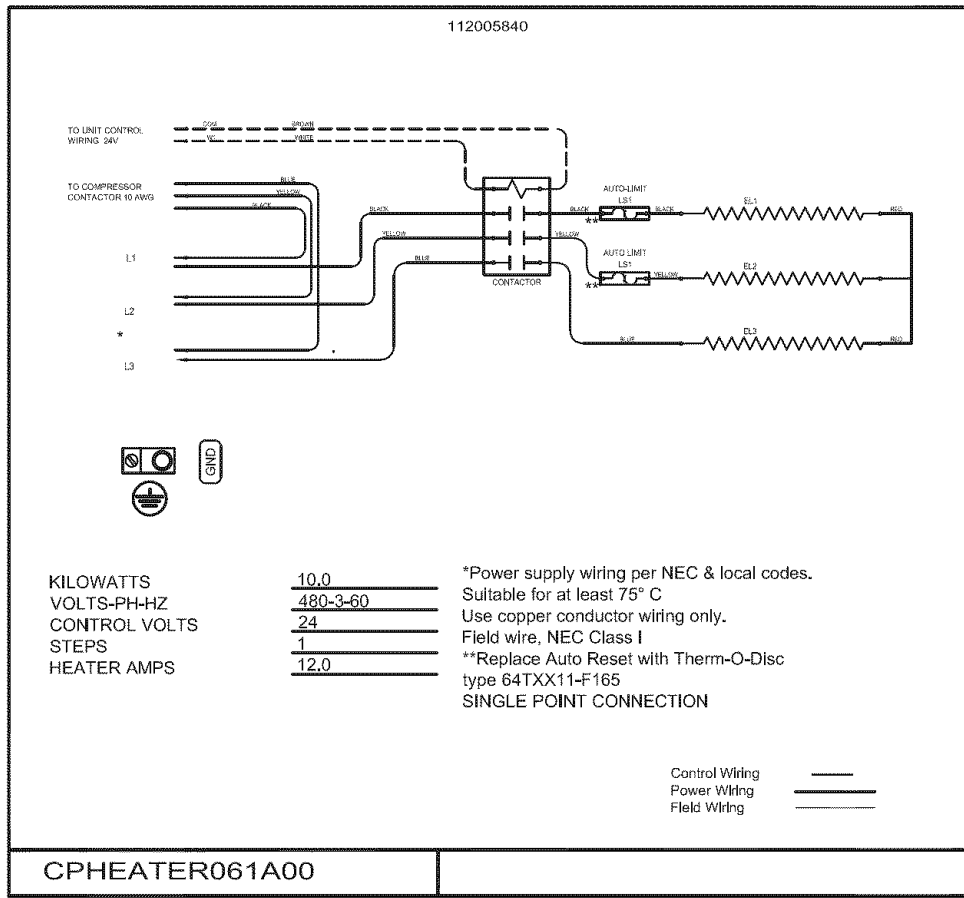 112005840
TO UNIT CONTROL
WIRING 24V
COM
BROWN
W1
WHITE
TO COMPRESSOR
CONTACTOR 10 AWG
BLUE
YELLOW
BLACK
BLACK
YELLOW
BLUE
CONTACTOR
BLACK
AUTO-LIMIT
LS1
**
BLACK
EL1
RED
YELLOW
AUTO LIMIT
LS1
**
YELLOW
EL2
BLUE
EL3
RED
L1
L2
*
L3
GND
KILOWATTS 10.0
VOLTS-PH-HZ 480-3-60
CONTROL VOLTS 24
STEPS 1
HEATER AMPS 12.0
*Power supply wiring per NEC & local codes.
Suitable for at least 75° C
Use copper conductor wiring only.
Field wire, NEC Class I
**Replace Auto Reset with Therm-O-Disc
type 64TXX11-F165
SINGLE POINT CONNECTION
Control Wiring
Power Wiring
Field Wiring
CPHEATER061A00